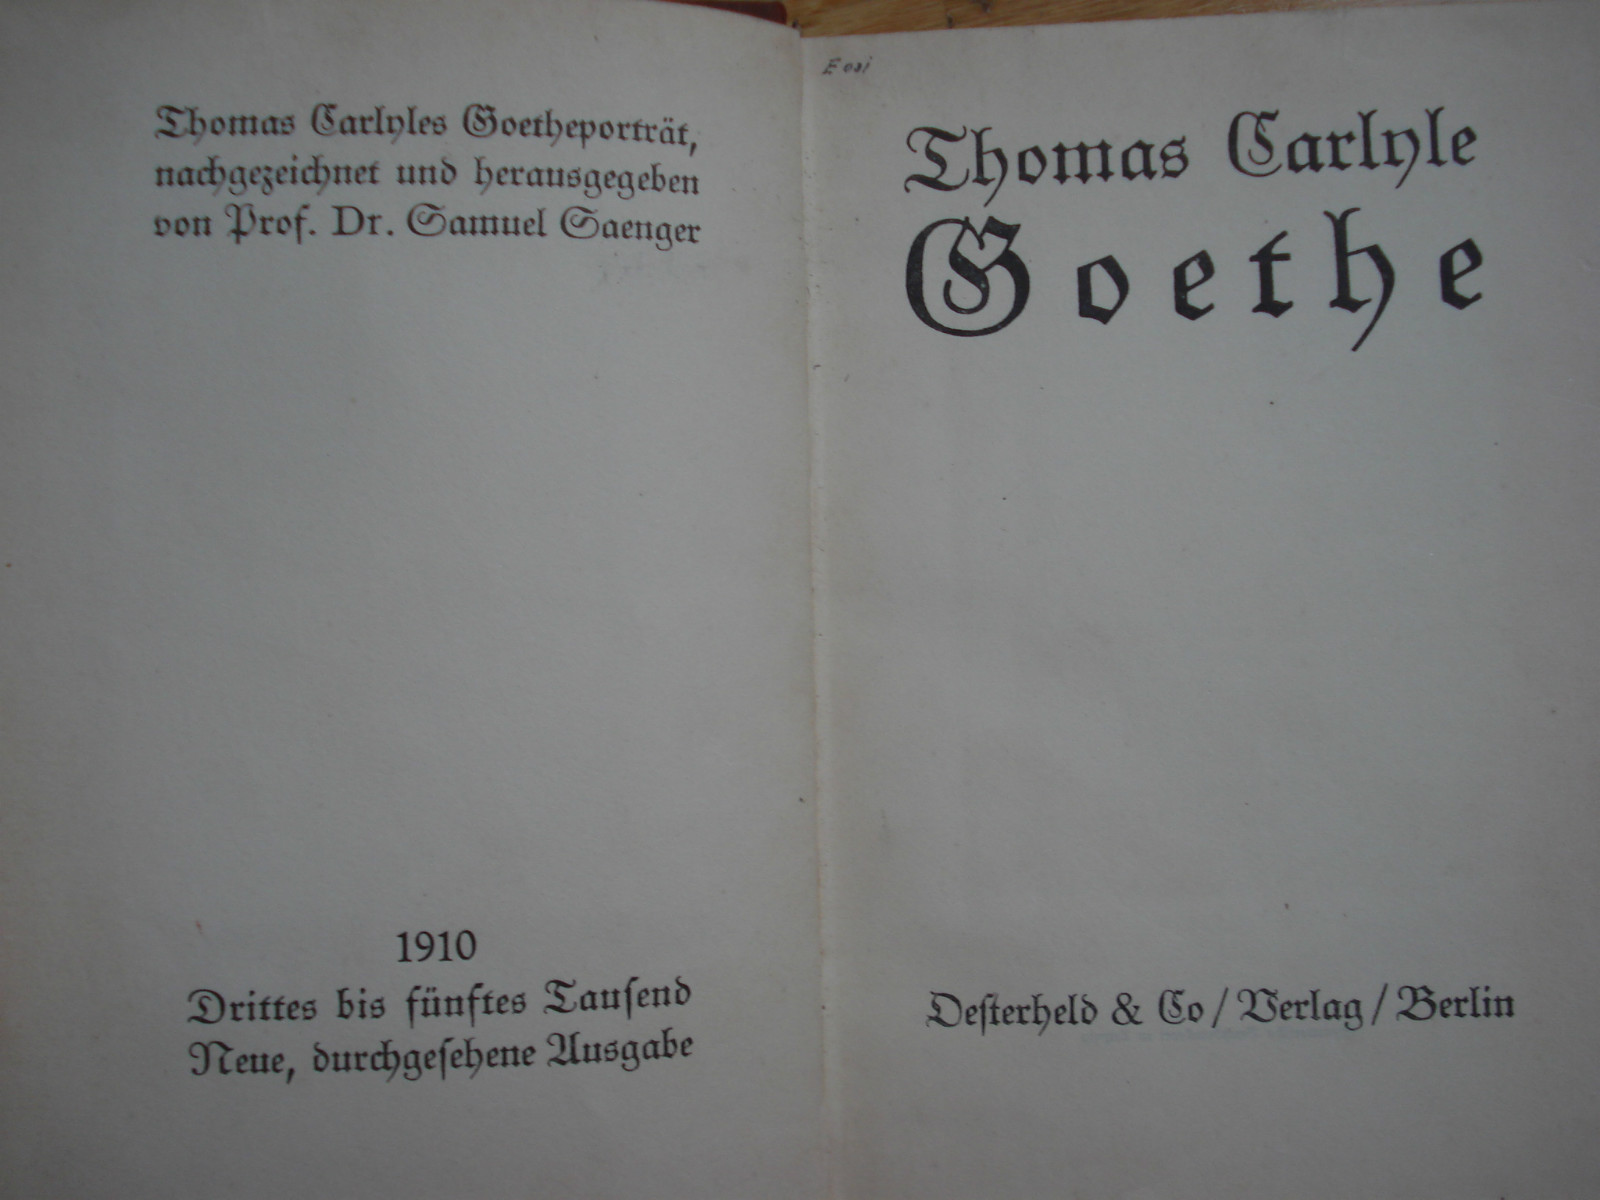 Thomas Carlyles Goetheporträt,
nachgezeichnet und herausgegeben
von Prof. Dr. Samuel Saenger
1910
Drittes bis fünftes Tauſend
Neue, durchgeſehene Ausgabe
Thomas Carlyle
Goethe
Oeſterheld & Co / Verlag / Berlin